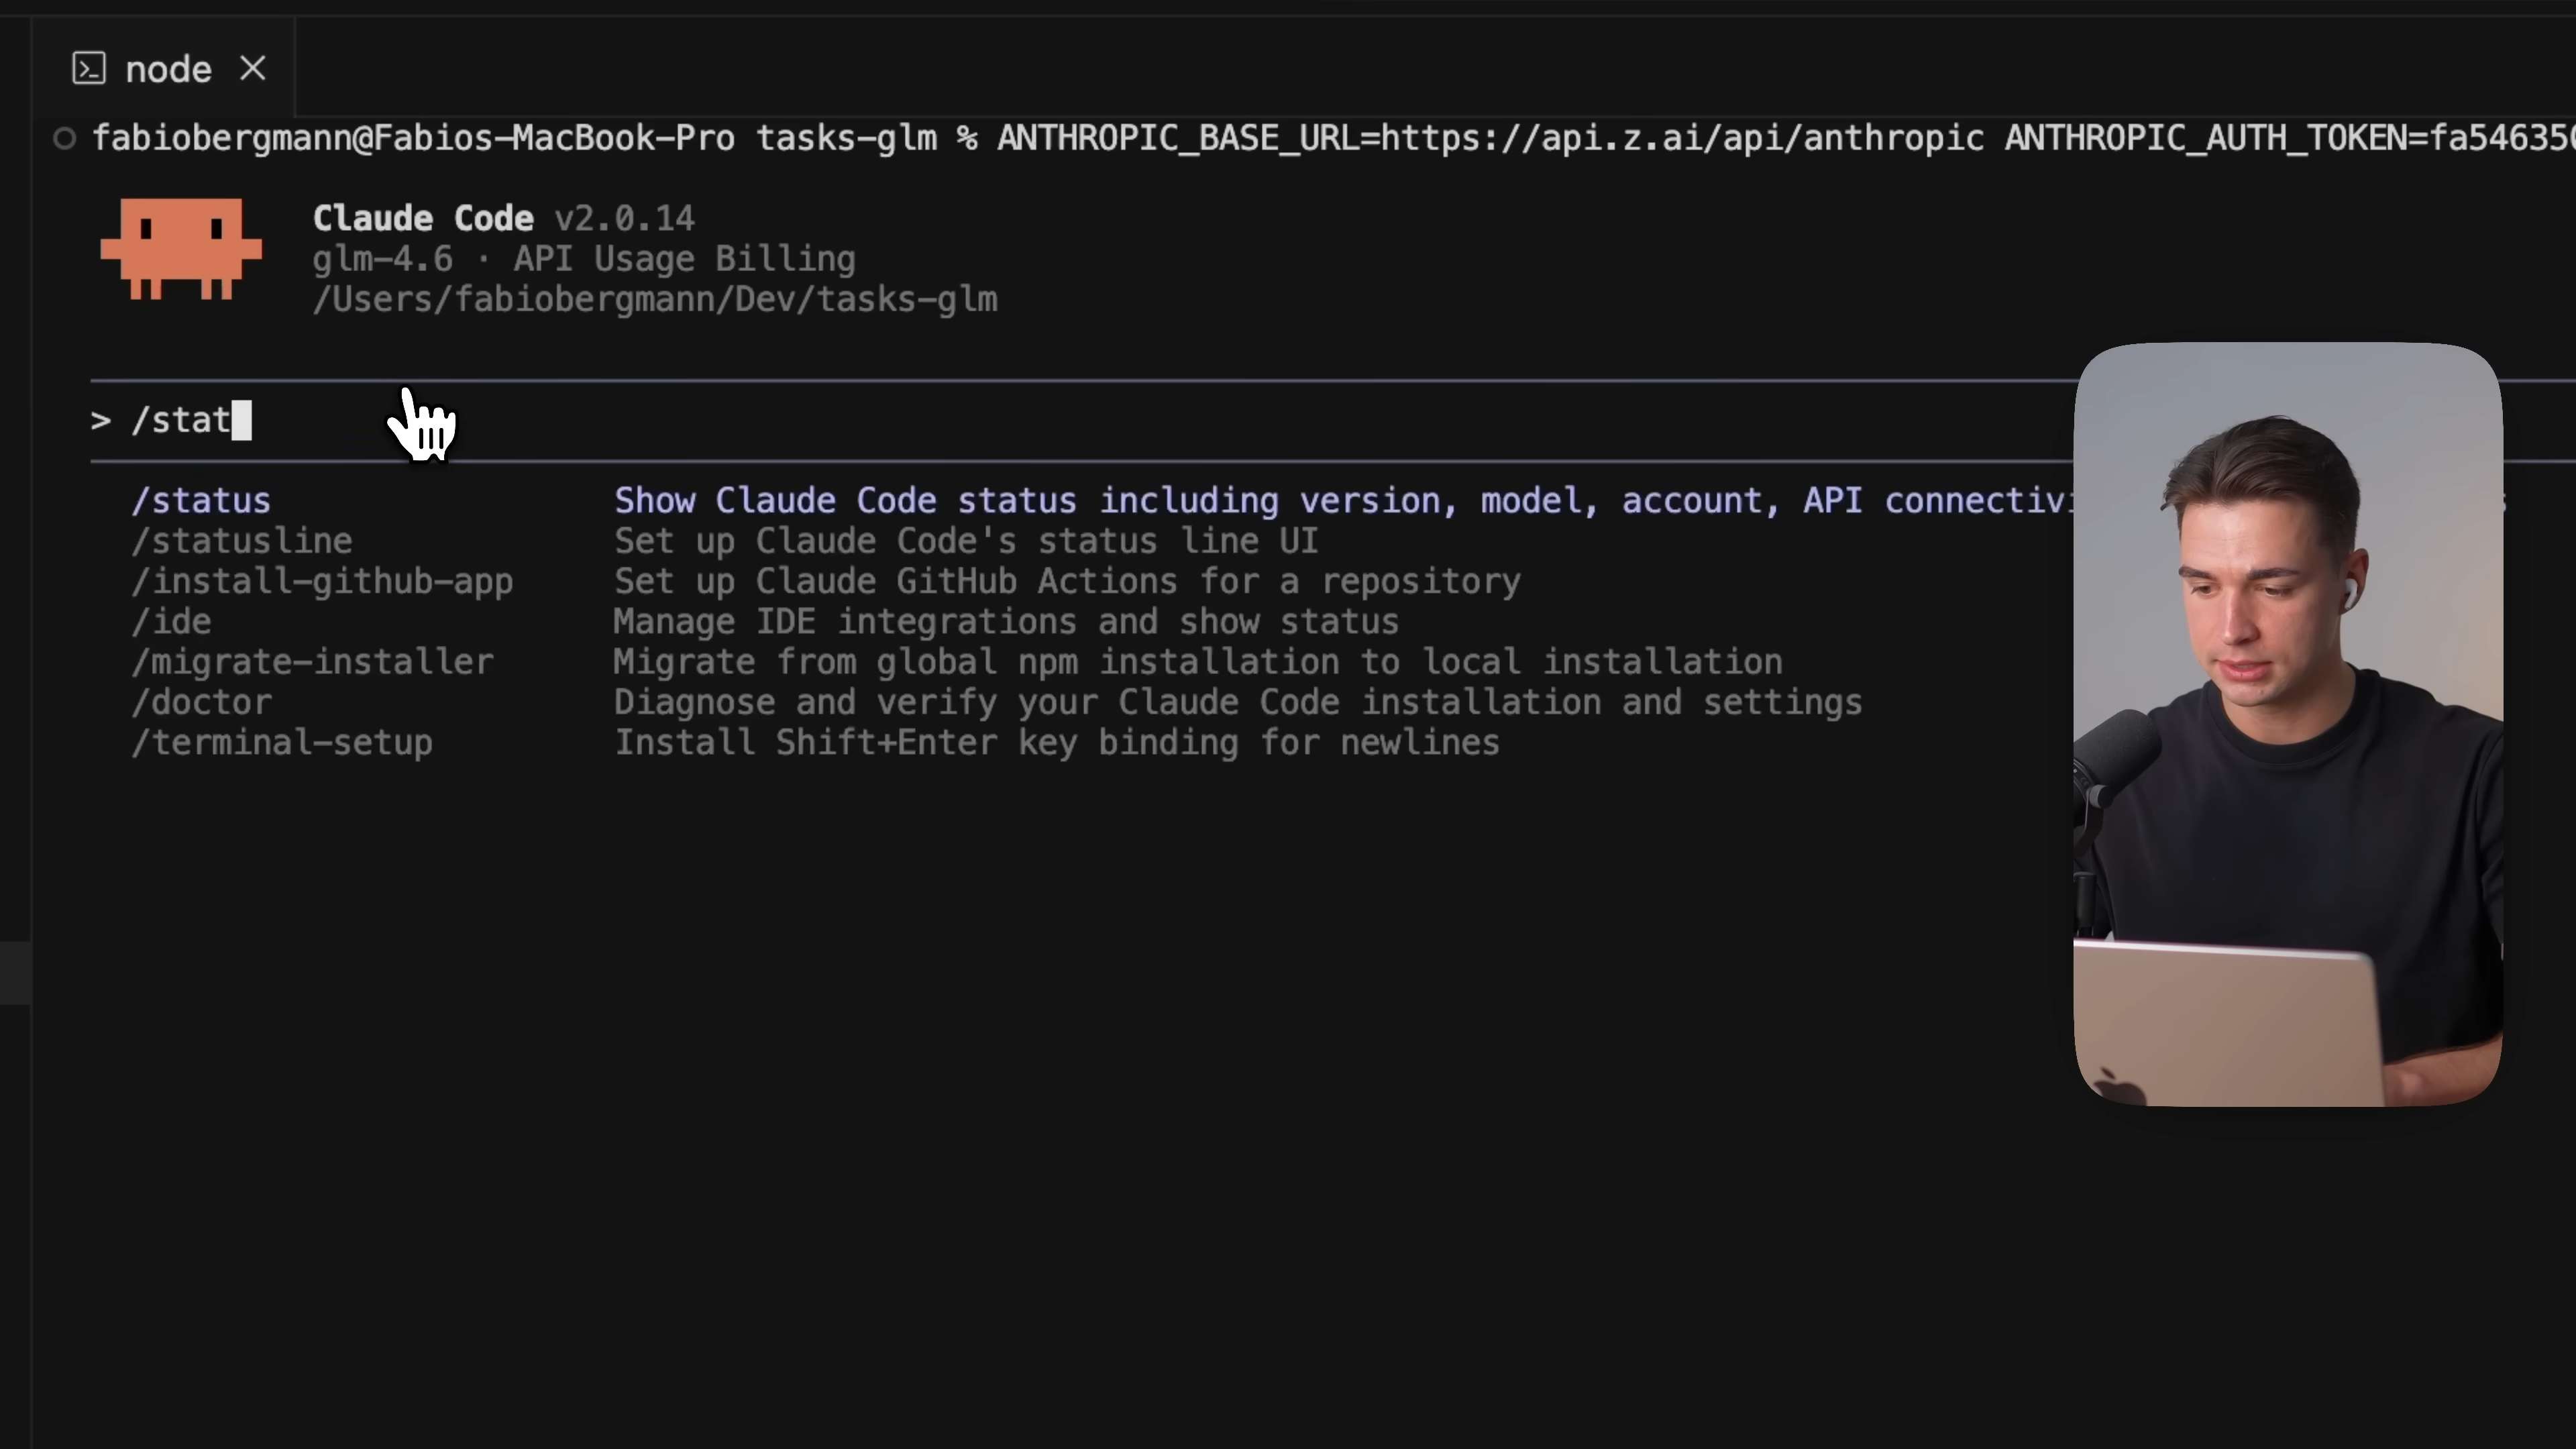 node
fabiobergmann@Fabios-MacBook-Pro tasks-glm % ANTHROPIC_BASE_URL=https://api.z.ai/api/anthropic ANTHROPIC_AUTH_TOKEN=fa546350
Claude Code v2.0.14
glm-4.6 · API Usage Billing
/Users/fabiobergmann/Dev/tasks-glm
> /stat
/status Show Claude Code status including version, model, account, API connectivi
/statusline Set up Claude Code's status line UI
/install-github-app Set up Claude GitHub Actions for a repository
/ide Manage IDE integrations and show status
/migrate-installer Migrate from global npm installation to local installation
/doctor Diagnose and verify your Claude Code installation and settings
/terminal-setup Install Shift+Enter key binding for newlines